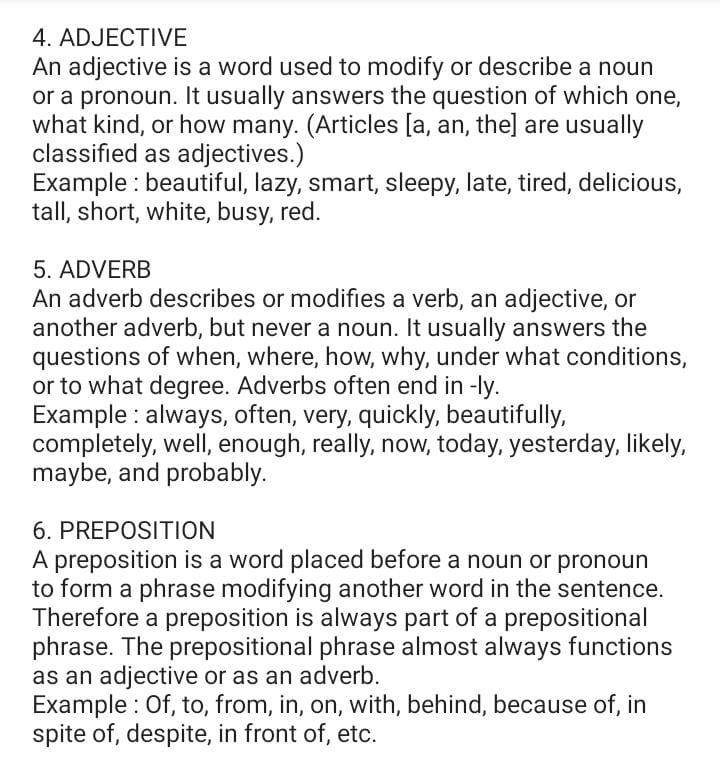 4. ADJECTIVE
An adjective is a word used to modify or describe a noun
or a pronoun. It usually answers the question of which one,
what kind, or how many. (Articles [a, an, the] are usually
classified as adjectives.)
Example : beautiful, lazy, smart, sleepy, late, tired, delicious,
tall, short, white, busy, red.
5. ADVERB
An adverb describes or modifies a verb, an adjective, or
another adverb, but never a noun. It usually answers the
questions of when, where, how, why, under what conditions,
or to what degree. Adverbs often end in -ly.
Example : always, often, very, quickly, beautifully,
completely, well, enough, really, now, today, yesterday, likely,
maybe, and probably.
6. PREPOSITION
A preposition is a word placed before a noun or pronoun
to form a phrase modifying another word in the sentence.
Therefore a preposition is always part of a prepositional
phrase. The prepositional phrase almost always functions
as an adjective or as an adverb.
Example : Of, to, from, in, on, with, behind, because of, in
spite of, despite, in front of, etc.